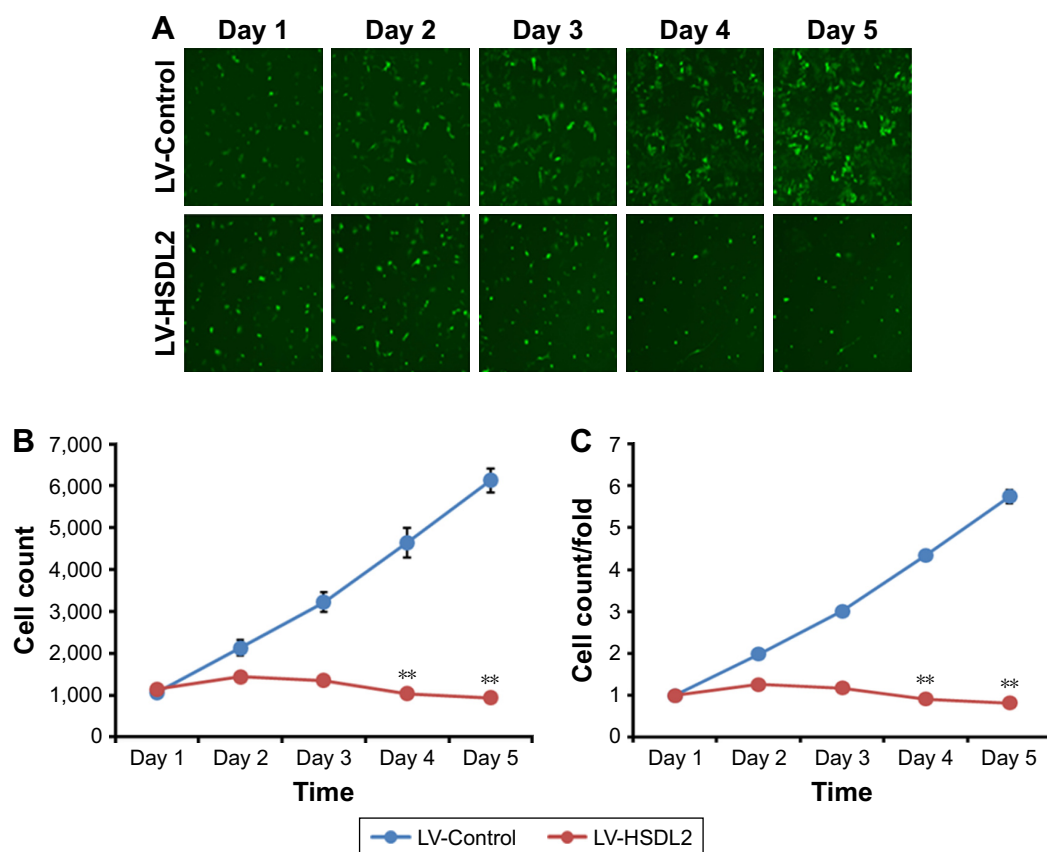 A Day 1 Day 2 Day 3 Day 4 Day 5
LV-Control
LV-HSDL2
B
7,000
6,000
5,000
4,000
3,000
2,000
1,000
0
Cell count
** **
Day 1 Day 2 Day 3 Day 4 Day 5
Time
C
7
6
5
4
3
2
1
0
Cell count/fold
** **
Day 1 Day 2 Day 3 Day 4 Day 5
Time
LV-Control LV-HSDL2